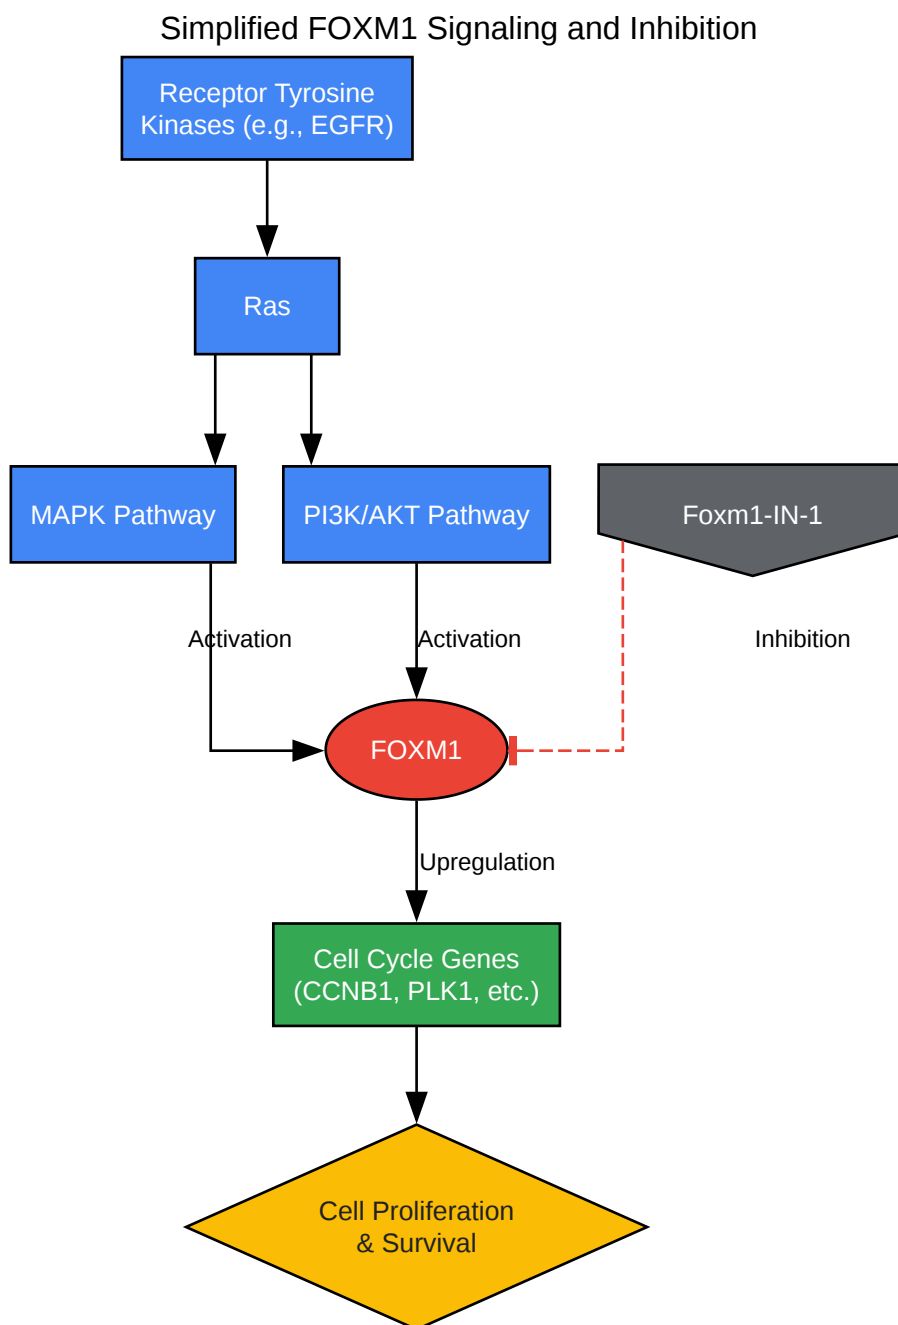 Simplified FOXM1 Signaling and Inhibition
Receptor Tyrosine
Kinases (e.g., EGFR)
Ras
MAPK Pathway
PI3K/AKT Pathway
Foxm1-IN-1
Activation
Activation
Inhibition
FOXM1
Upregulation
Cell Cycle Genes
(CCNB1, PLK1, etc.)
Cell Proliferation
& Survival